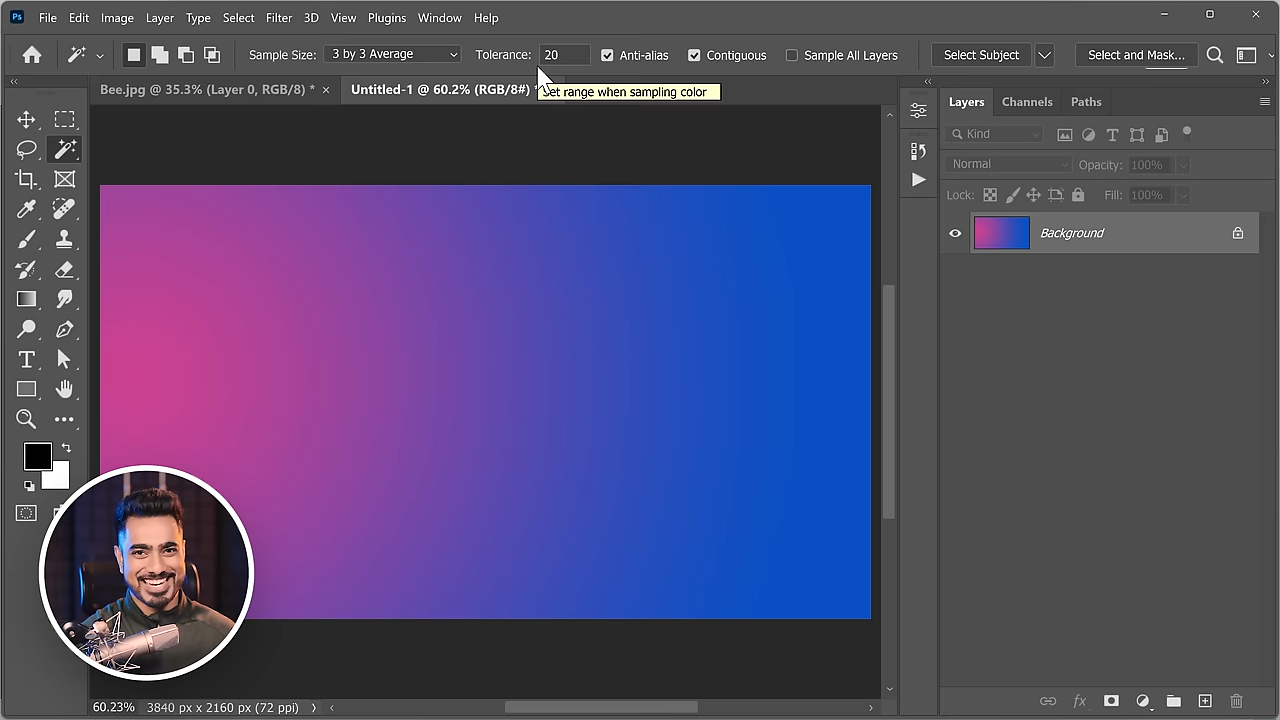 Ps File Edit Image Layer Type Select Filter 3D View Plugins Window Help
Sample Size: 3 by 3 Average Tolerance: 20 Anti-alias Contiguous Sample All Layers Select Subject Select and Mask...
Bee.jpg @ 35.3% (Layer 0, RGB/8) * × Untitled-1 @ 60.2% (RGB/8#)
range when sampling color
Layers Channels Paths
Kind
Normal Opacity: 100%
Lock: Fill: 100%
Background
fx
60.23% 3840 px x 2160 px (72 ppi)